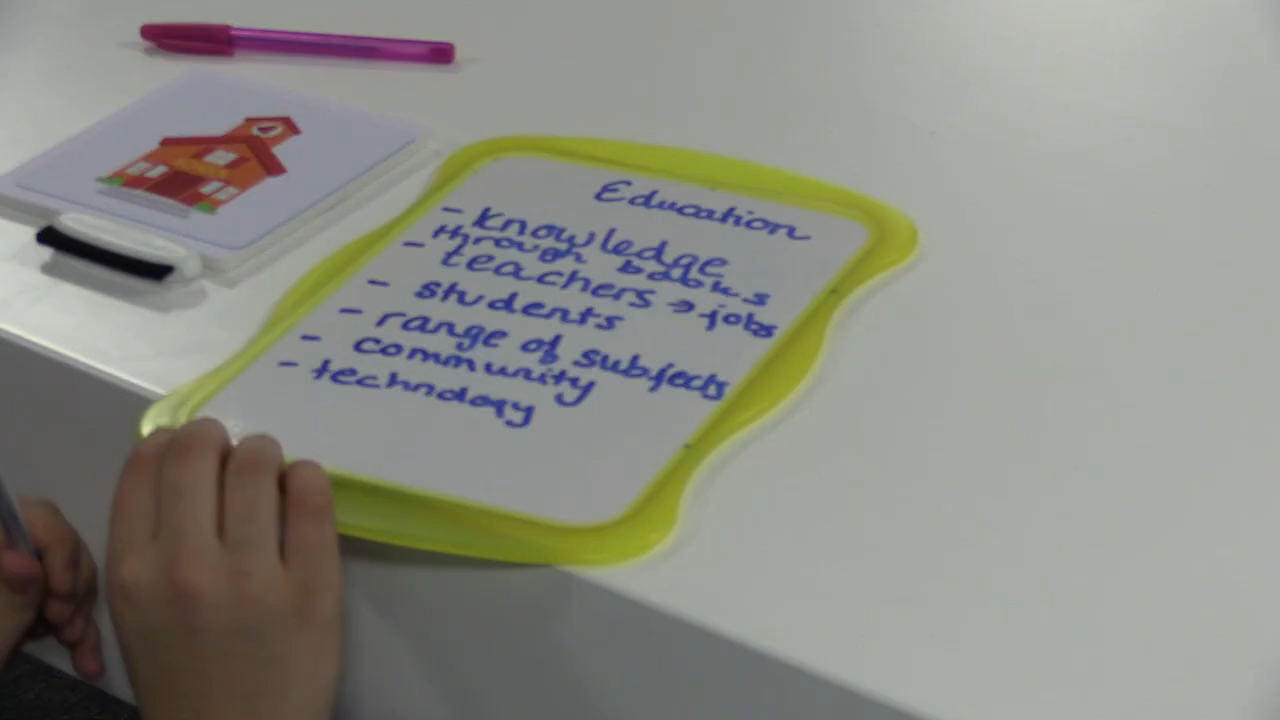 Education
- Knowledge
through books
- teachers → jobs
- students
- range of subjects
- community
- technology